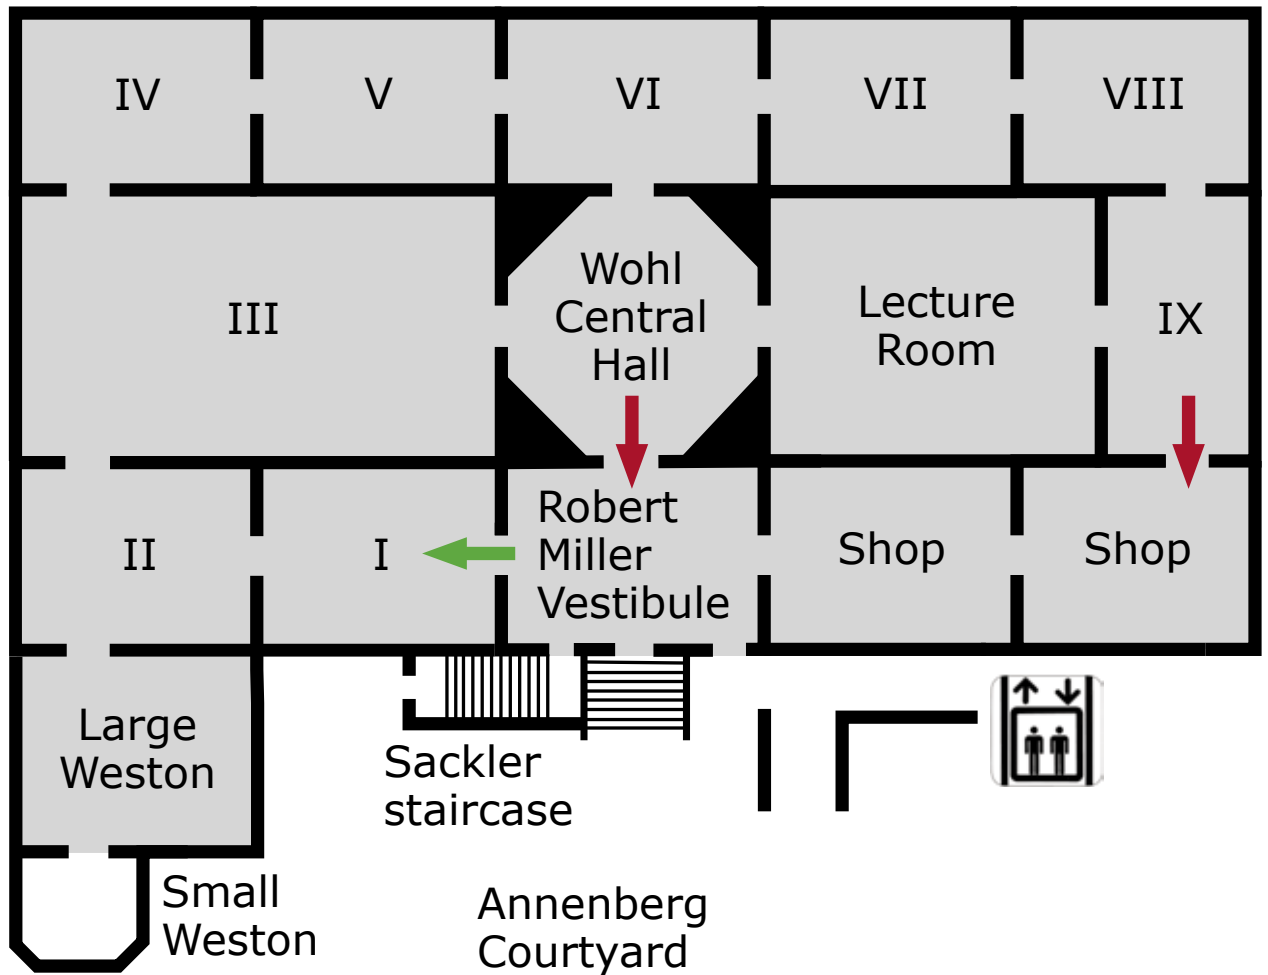 IV
V
VI
VII
VIII
III
Wohl
Central
Hall
Lecture
Room
IX
II
I
Robert
Miller
Vestibule
Shop
Shop
Large
Weston
Sackler
staircase
Small
Weston
Annenberg
Courtyard